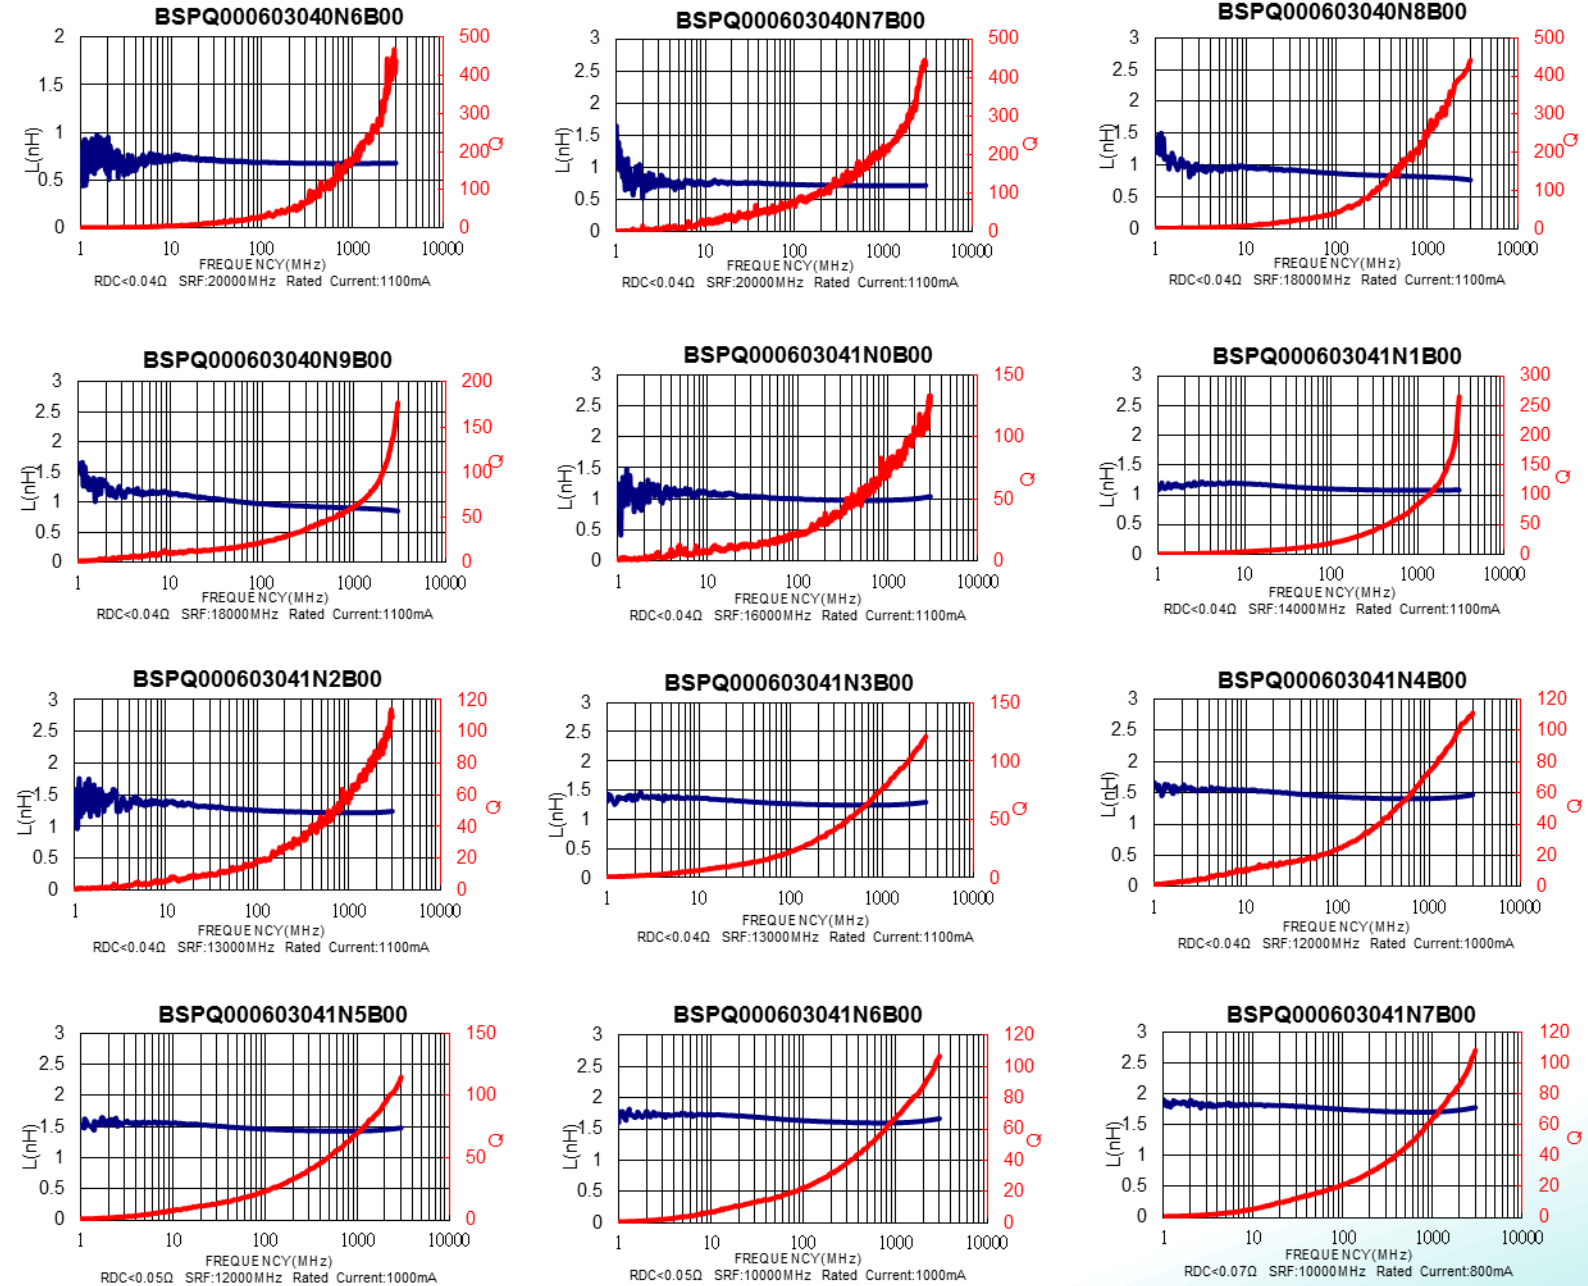 BSPQ000603040N6B00
2
1.5
1
0.5
0
L(nH)
500
400
300
200
100
0
Q
1 10 100 1000 10000
FREQUENCY(MHz)
RDC<0.04Ω SRF:20000MHz Rated Current:1100mA
BSPQ000603040N7B00
3
2.5
2
1.5
1
0.5
0
L(nH)
500
400
300
200
100
0
Q
1 10 100 1000 10000
FREQUENCY(MHz)
RDC<0.04Ω SRF:20000MHz Rated Current:1100mA
BSPQ000603040N8B00
3
2.5
2
1.5
1
0.5
0
L(nH)
500
400
300
200
100
0
Q
1 10 100 1000 10000
FREQUENCY(MHz)
RDC<0.04Ω SRF:18000MHz Rated Current:1100mA
BSPQ000603040N9B00
3
2.5
2
1.5
1
0.5
0
L(nH)
200
150
100
50
0
Q
1 10 100 1000 10000
FREQUENCY(MHz)
RDC<0.04Ω SRF:18000MHz Rated Current:1100mA
BSPQ000603041N0B00
3
2.5
2
1.5
1
0.5
0
L(nH)
150
100
50
0
Q
1 10 100 1000 10000
FREQUENCY(MHz)
RDC<0.04Ω SRF:16000MHz Rated Current:1100mA
BSPQ000603041N1B00
3
2.5
2
1.5
1
0.5
0
L(nH)
300
250
200
150
100
50
0
Q
1 10 100 1000 10000
FREQUENCY(MHz)
RDC<0.04Ω SRF:14000MHz Rated Current:1100mA
BSPQ000603041N2B00
3
2.5
2
1.5
1
0.5
0
L(nH)
120
100
80
60
40
20
0
Q
1 10 100 1000 10000
FREQUENCY(MHz)
RDC<0.04Ω SRF:13000MHz Rated Current:1100mA
BSPQ000603041N3B00
3
2.5
2
1.5
1
0.5
0
L(nH)
150
100
50
0
Q
1 10 100 1000 10000
FREQUENCY(MHz)
RDC<0.04Ω SRF:13000MHz Rated Current:1100mA
BSPQ000603041N4B00
3
2.5
2
1.5
1
0.5
0
L(nH)
120
100
80
60
40
20
0
Q
1 10 100 1000 10000
FREQUENCY(MHz)
RDC<0.04Ω SRF:12000MHz Rated Current:1000mA
BSPQ000603041N5B00
3
2.5
2
1.5
1
0.5
0
L(nH)
150
100
50
0
Q
1 10 100 1000 10000
FREQUENCY(MHz)
RDC<0.05Ω SRF:12000MHz Rated Current:1000mA
BSPQ000603041N6B00
3
2.5
2
1.5
1
0.5
0
L(nH)
120
100
80
60
40
20
0
Q
1 10 100 1000 10000
FREQUENCY(MHz)
RDC<0.05Ω SRF:10000MHz Rated Current:1000mA
BSPQ000603041N7B00
3
2.5
2
1.5
1
0.5
0
L(nH)
120
100
80
60
40
20
0
Q
1 10 100 1000 10000
FREQUENCY(MHz)
RDC<0.07Ω SRF:10000MHz Rated Current:800mA